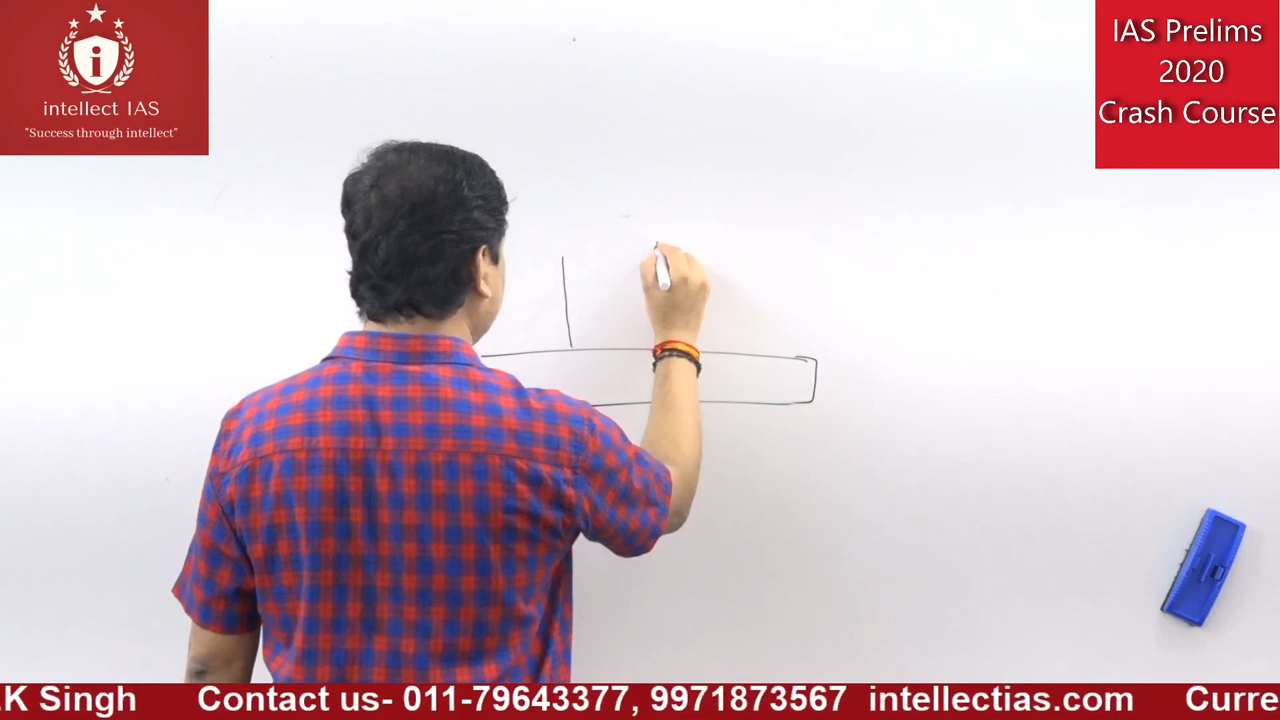 i
intellect IAS
"Success through intellect"
IAS Prelims
2020
Crash Course
.K Singh Contact us- 011-79643377, 9971873567 intellectias.com Curre